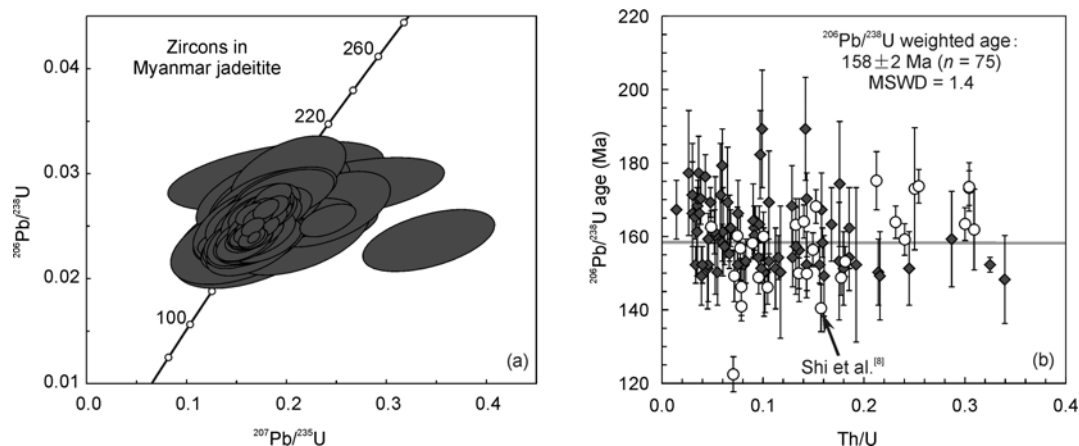 Zircons in
Myanmar jadeitite
260
220
100
(a)
0.04
0.03
0.02
0.01
0.0
0.1
0.2
0.3
0.4
²⁰⁶Pb/²³⁸U
²⁰⁷Pb/²³⁵U
²⁰⁶Pb/²³⁸U weighted age:
158±2 Ma (n = 75)
MSWD = 1.4
Shi et al.[8]
(b)
220
200
180
160
140
120
0.0
0.1
0.2
0.3
0.4
²⁰⁶Pb/²³⁸U age (Ma)
Th/U